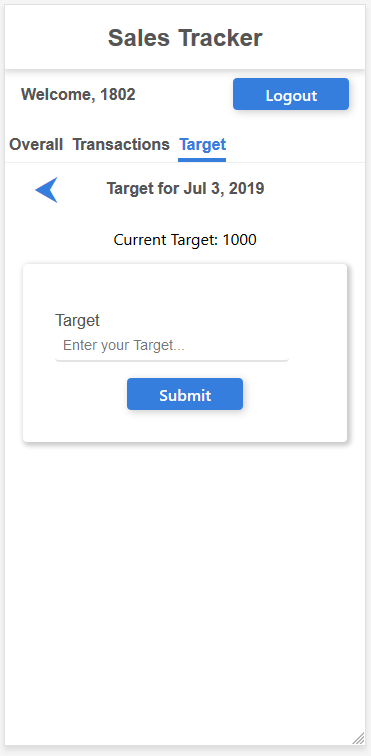 Sales Tracker
Welcome, 1802 Logout
Overall Transactions Target
Target for Jul 3, 2019
Current Target: 1000
Target
Enter your Target...
Submit